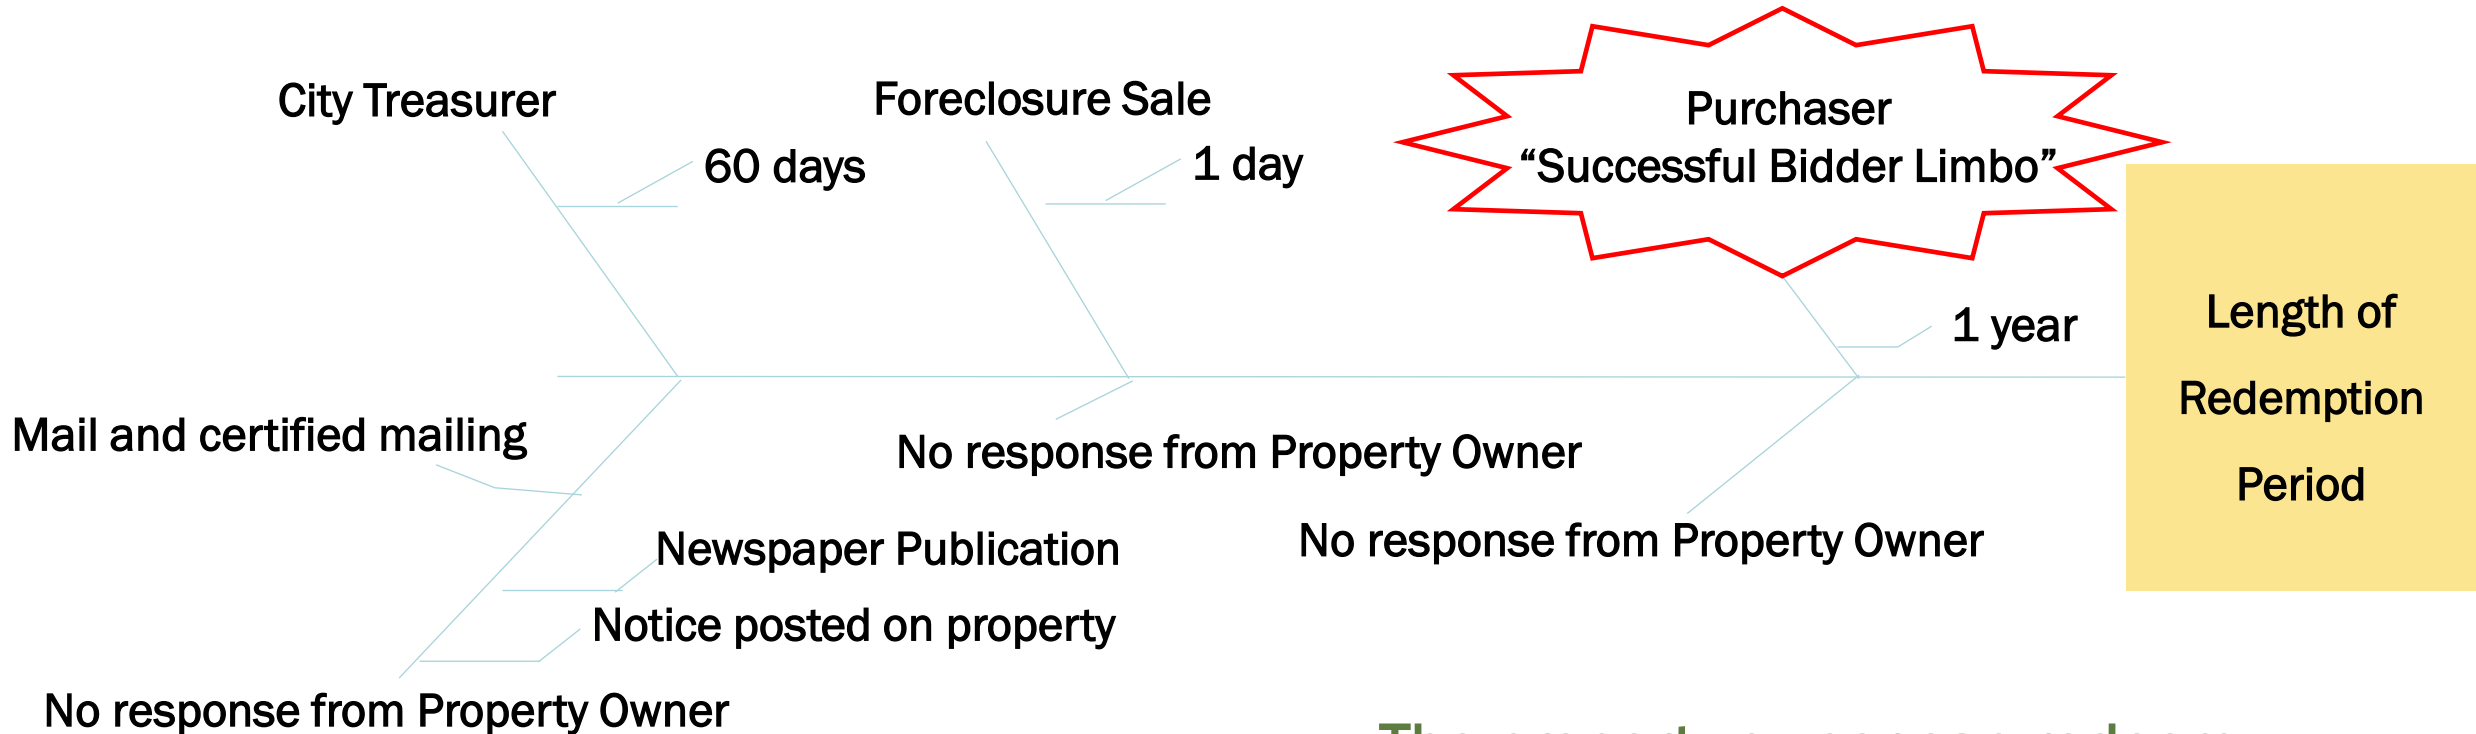 City Treasurer
60 days
Foreclosure Sale
1 day
Purchaser
“Successful Bidder Limbo”
1 year
Length of
Redemption
Period
Mail and certified mailing
No response from Property Owner
Newspaper Publication
No response from Property Owner
Notice posted on property
No response from Property Owner